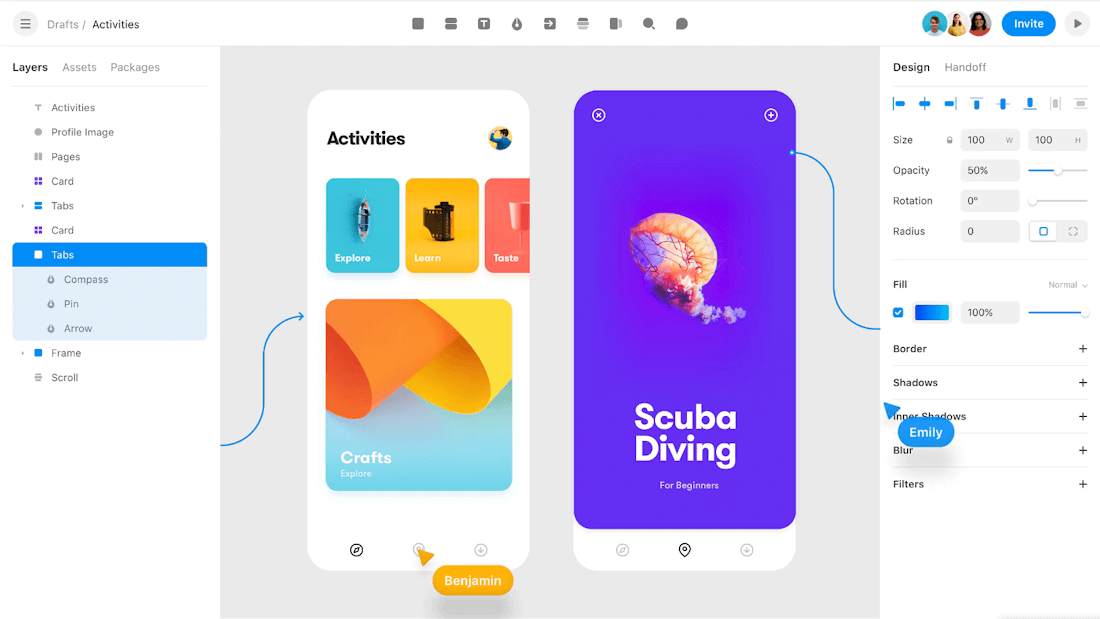 Drafts / Activities
Invite
Layers Assets Packages
Activities
Profile Image
Pages
Card
Tabs
Card
Tabs
Compass
Pin
Arrow
Frame
Scroll
Activities
Explore
Learn
Taste
Crafts
Explore
Benjamin
Scuba
Diving
For Beginners
Design Handoff
Size 100 W 100 H
Opacity 50%
Rotation 0°
Radius 0
Fill Normal
100%
Border
Shadows
Inner Shadows
Emily
Blur
Filters